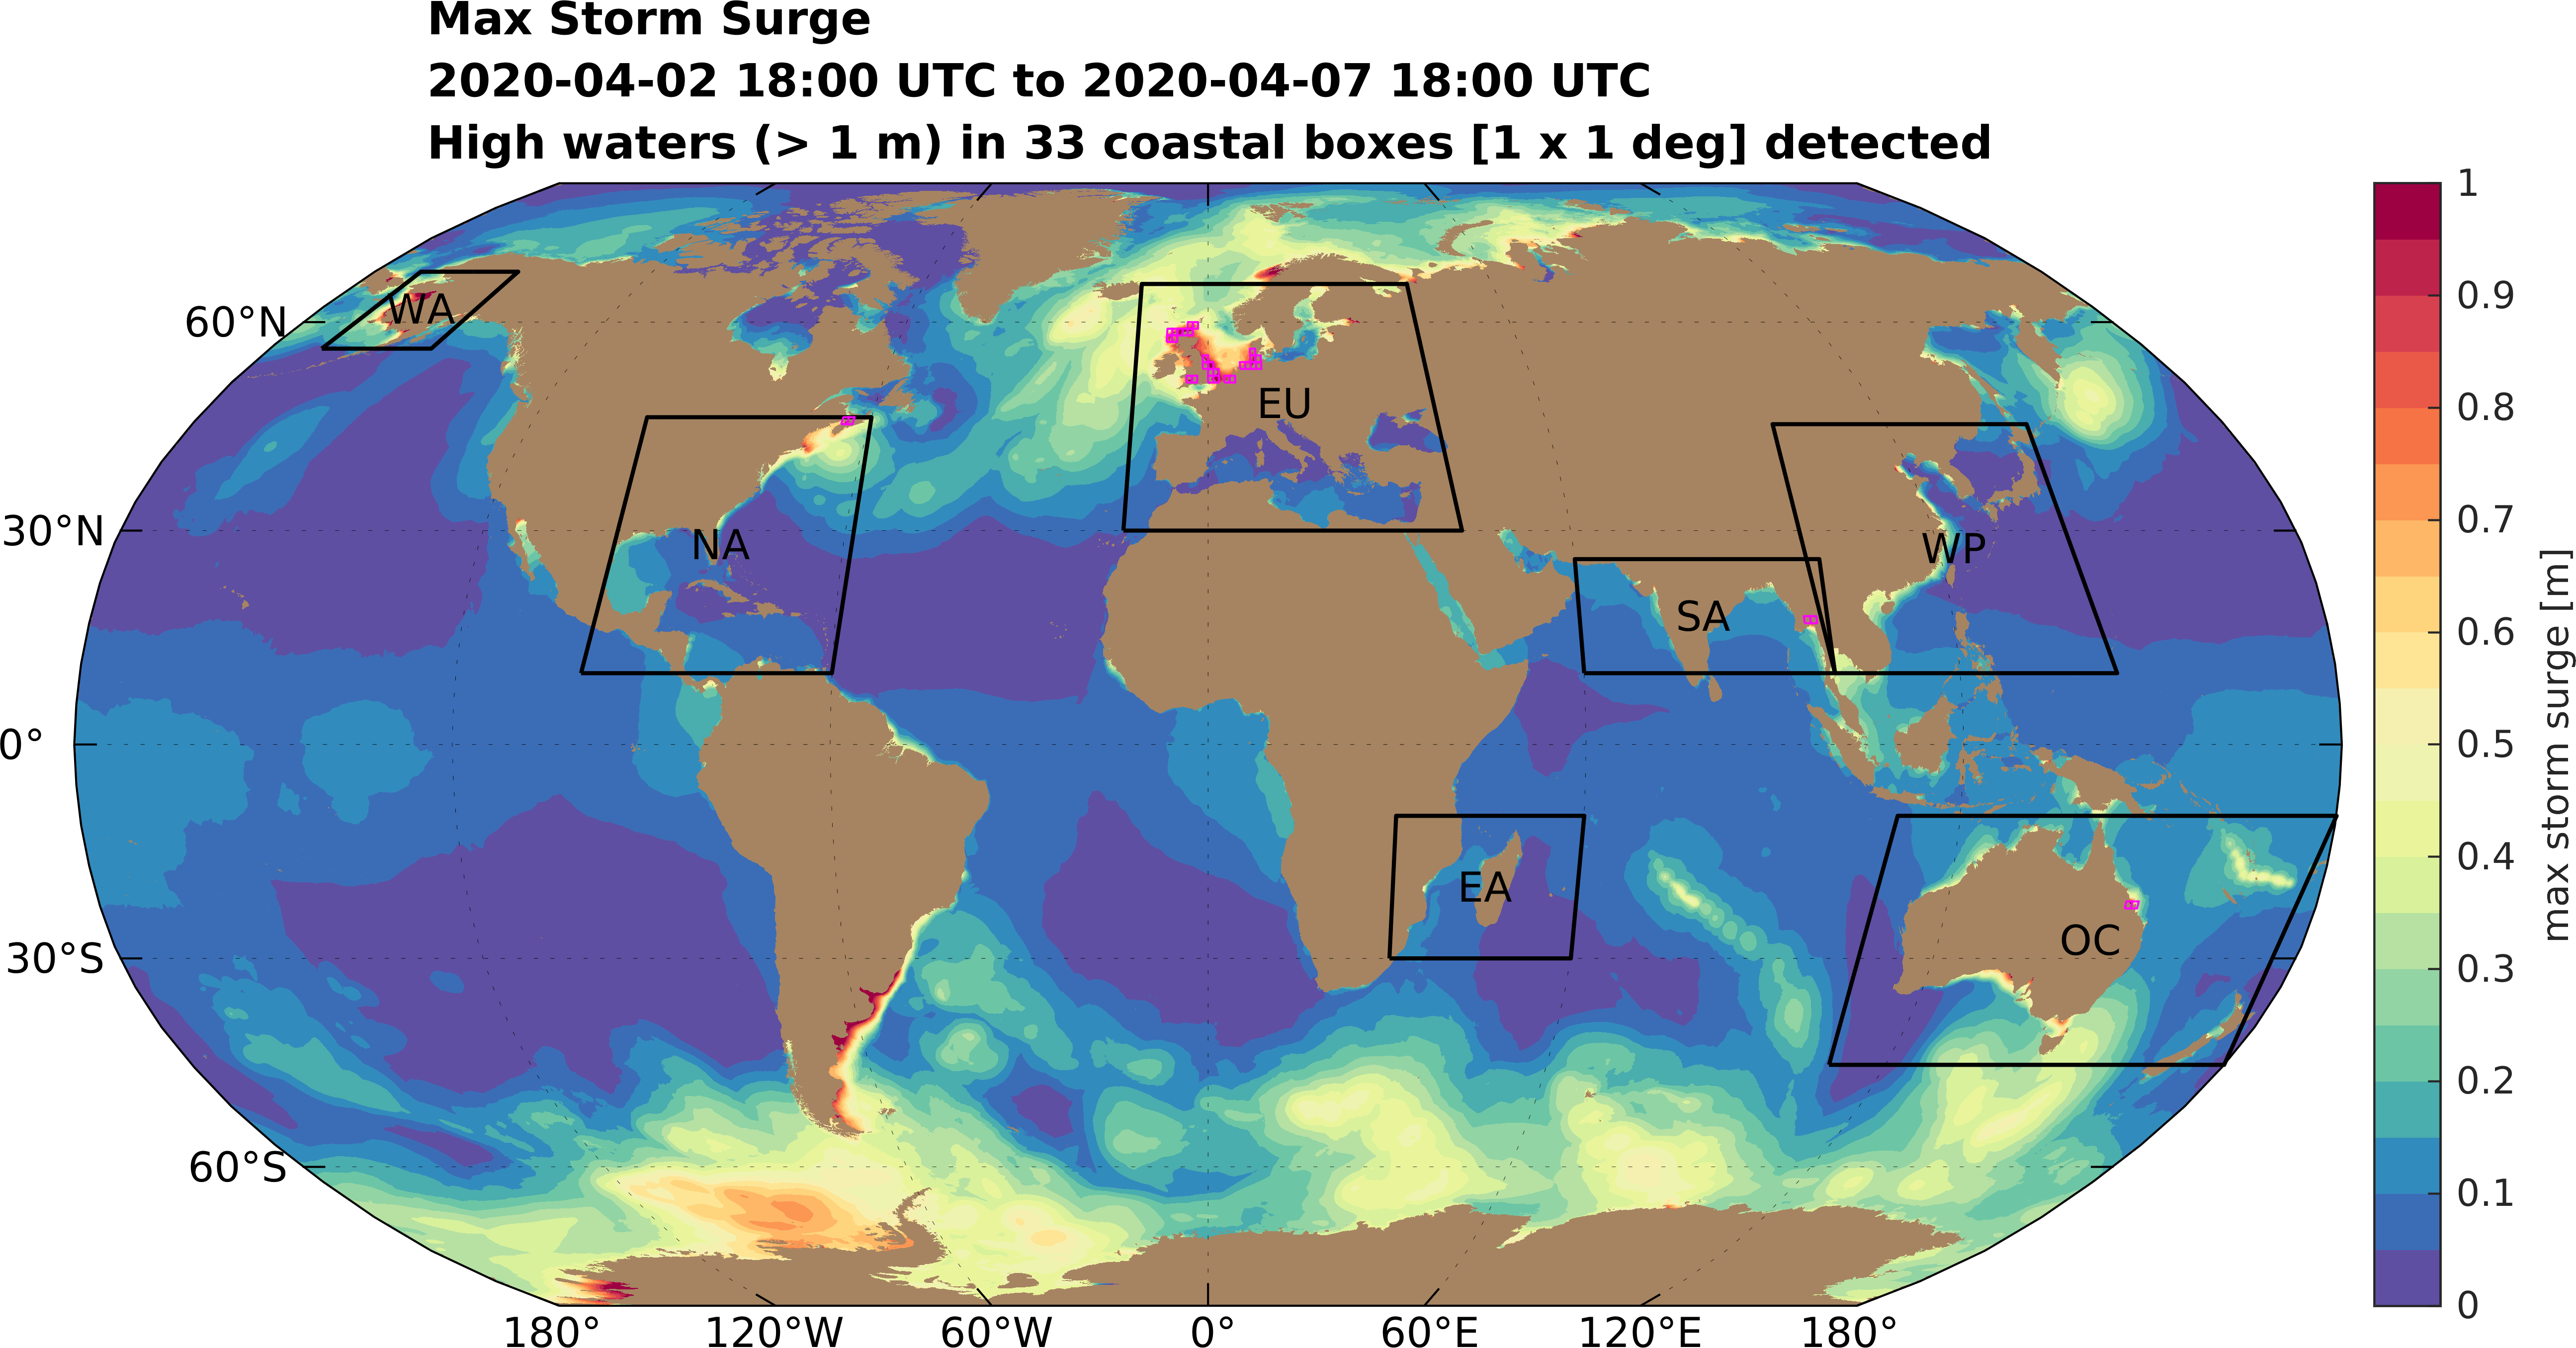 Max Storm Surge
2020-04-02 18:00 UTC to 2020-04-07 18:00 UTC
High waters (> 1 m) in 33 coastal boxes [1 x 1 deg] detected
60°N
30°N
0°
30°S
60°S
WA
NA
EU
WP
SA
EA
OC
180°
120°W
60°W
0°
60°E
120°E
180°
1
0.9
0.8
0.7
0.6
0.5
0.4
0.3
0.2
0.1
0
max storm surge [m]